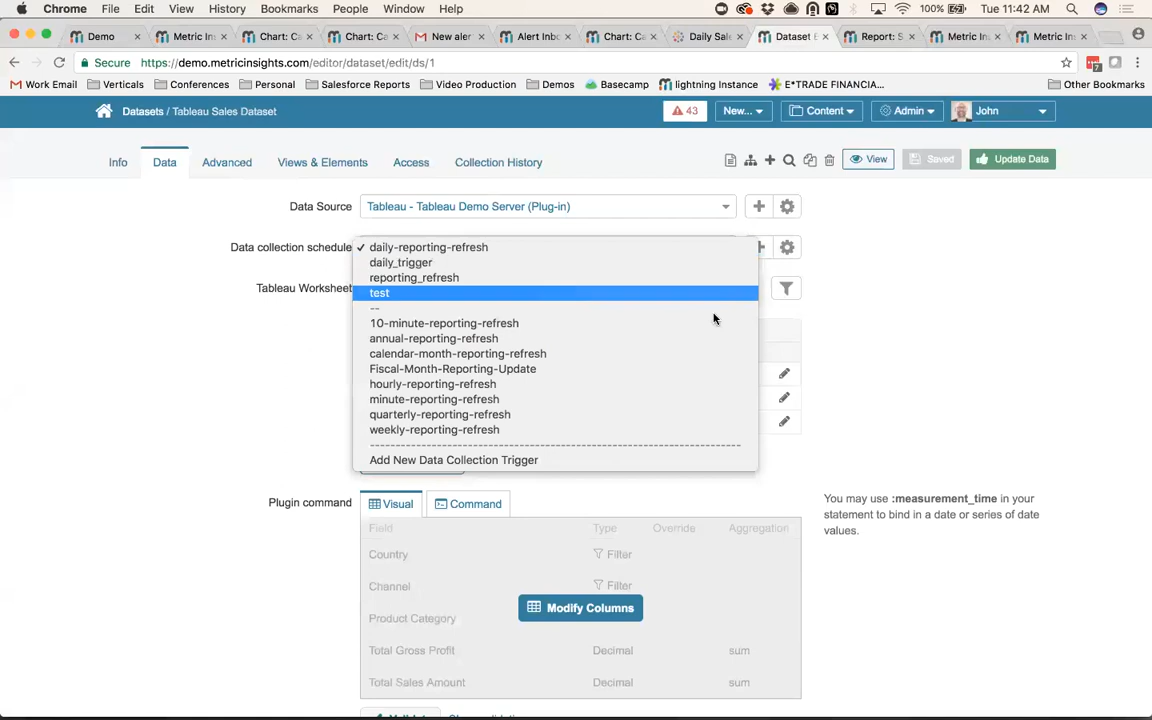 Chrome File Edit View History Bookmarks People Window Help 100% Tue 11:42 AM
Demo Metric Ins Chart: Ca Chart: Ca New aler Alert Inbo Chart: Ca Daily Sale Dataset E Report: S Metric In Metric In
Secure https://demo.metricinsights.com/editor/dataset/edit/ds/1 7
Work Email Verticals Conferences Personal Salesforce Reports Video Production Demos Basecamp lightning Instance E*TRADE FINANCIA... Other Bookmarks
Datasets / Tableau Sales Dataset 43 New... Content Admin John
Info Data Advanced Views & Elements Access Collection History View Saved Update Data
Data Source Tableau - Tableau Demo Server (Plug-in)
Data collection schedule ✓ daily-reporting-refresh
daily_trigger
reporting_refresh
Tableau Worksheet test
--
10-minute-reporting-refresh
annual-reporting-refresh
calendar-month-reporting-refresh
Fiscal-Month-Reporting-Update
hourly-reporting-refresh
minute-reporting-refresh
quarterly-reporting-refresh
weekly-reporting-refresh
Add New Data Collection Trigger
Plugin command Visual Command
You may use :measurement_time in your
statement to bind in a date or series of date
values.
Field Type Override Aggregation
Country Filter
Channel Filter
Modify Columns
Product Category
Total Gross Profit Decimal sum
Total Sales Amount Decimal sum